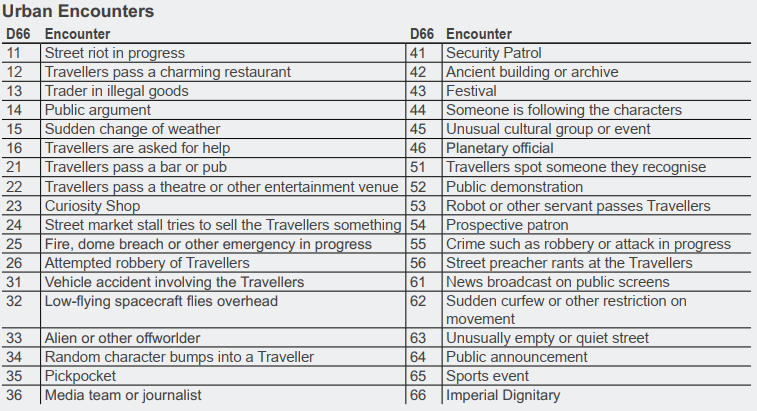 Urban Encounters
D66 Encounter
11 Street riot in progress
12 Travellers pass a charming restaurant
13 Trader in illegal goods
14 Public argument
15 Sudden change of weather
16 Travellers are asked for help
21 Travellers pass a bar or pub
22 Travellers pass a theatre or other entertainment venue
23 Curiosity Shop
24 Street market stall tries to sell the Travellers something
25 Fire, dome breach or other emergency in progress
26 Attempted robbery of Travellers
31 Vehicle accident involving the Travellers
32 Low-flying spacecraft flies overhead
33 Alien or other offworlder
34 Random character bumps into a Traveller
35 Pickpocket
36 Media team or journalist
D66 Encounter
41 Security Patrol
42 Ancient building or archive
43 Festival
44 Someone is following the characters
45 Unusual cultural group or event
46 Planetary official
51 Travellers spot someone they recognise
52 Public demonstration
53 Robot or other servant passes Travellers
54 Prospective patron
55 Crime such as robbery or attack in progress
56 Street preacher rants at the Travellers
61 News broadcast on public screens
62 Sudden curfew or other restriction on
movement
63 Unusually empty or quiet street
64 Public announcement
65 Sports event
66 Imperial Dignitary